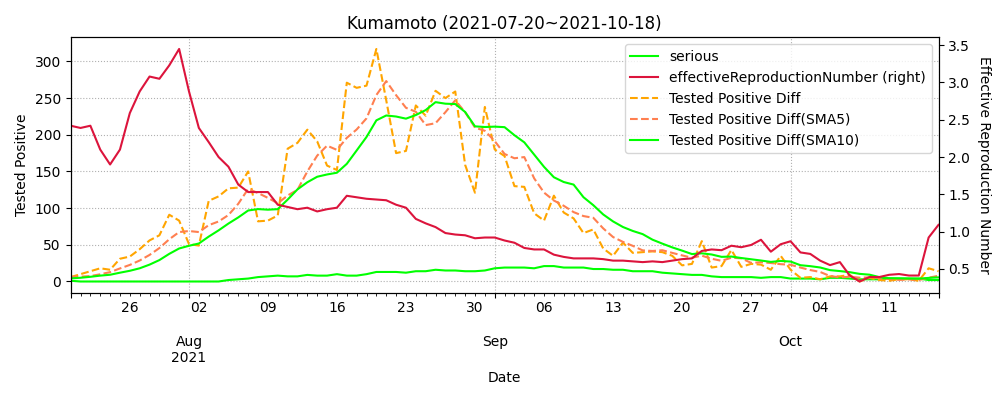 Kumamoto (2021-07-20~2021-10-18)
serious
effectiveReproductionNumber (right)
Tested Positive Diff
Tested Positive Diff(SMA5)
Tested Positive Diff(SMA10)
Tested Positive
300
250
200
150
100
50
0
3.5
3.0
2.5
2.0
1.5
1.0
0.5
Effective Reproduction Number
26 02 09 16 23 30 06 13 20 27 04 11
Aug Sep Oct
2021
Date